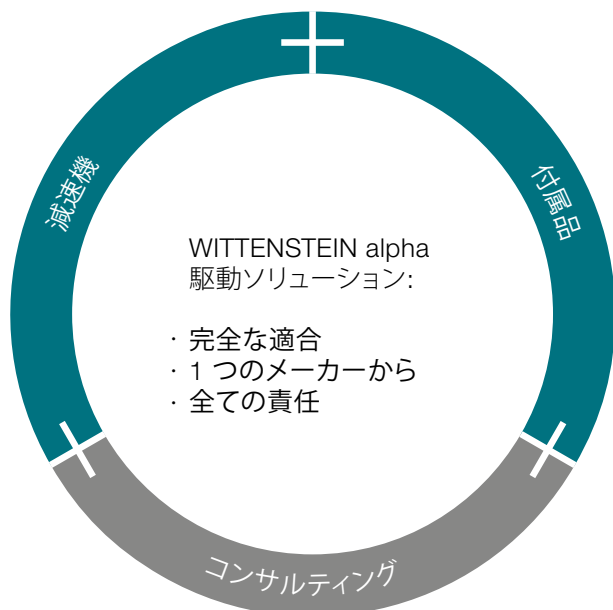 減速機
付属品
WITTENSTEIN alpha
駆動ソリューション:
· 完全な適合
· 1 つのメーカーから
· 全ての責任
コンサルティング